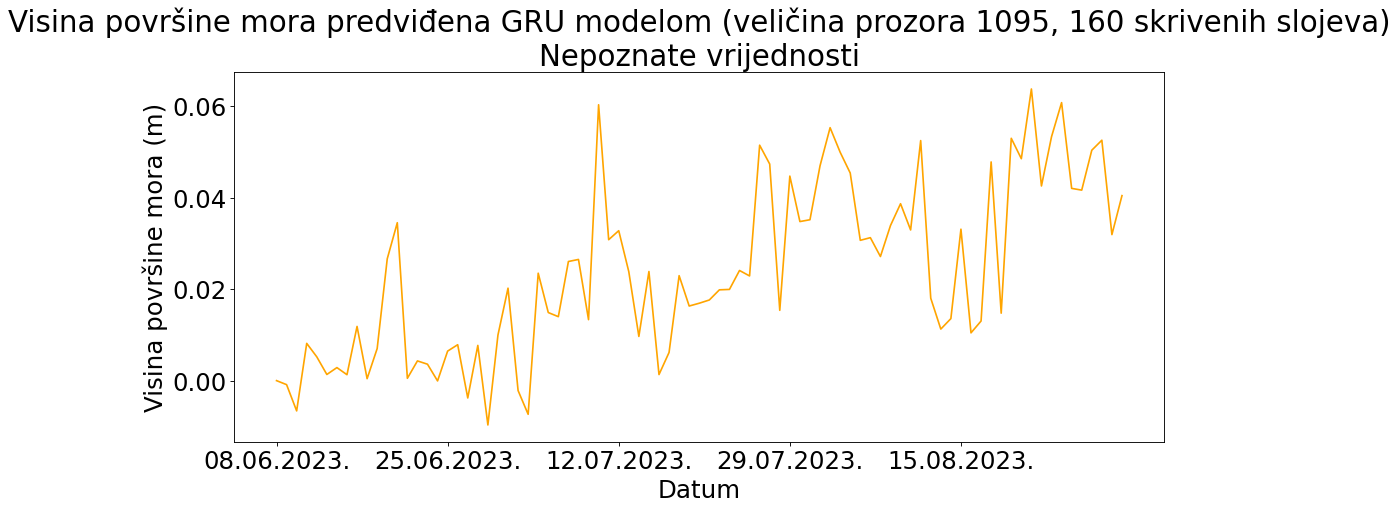 Visina površine mora predviđena GRU modelom (veličina prozora 1095, 160 skrivenih slojeva)
Nepoznate vrijednosti
Visina površine mora (m)
0.06
0.04
0.02
0.00
08.06.2023. 25.06.2023. 12.07.2023. 29.07.2023. 15.08.2023.
Datum